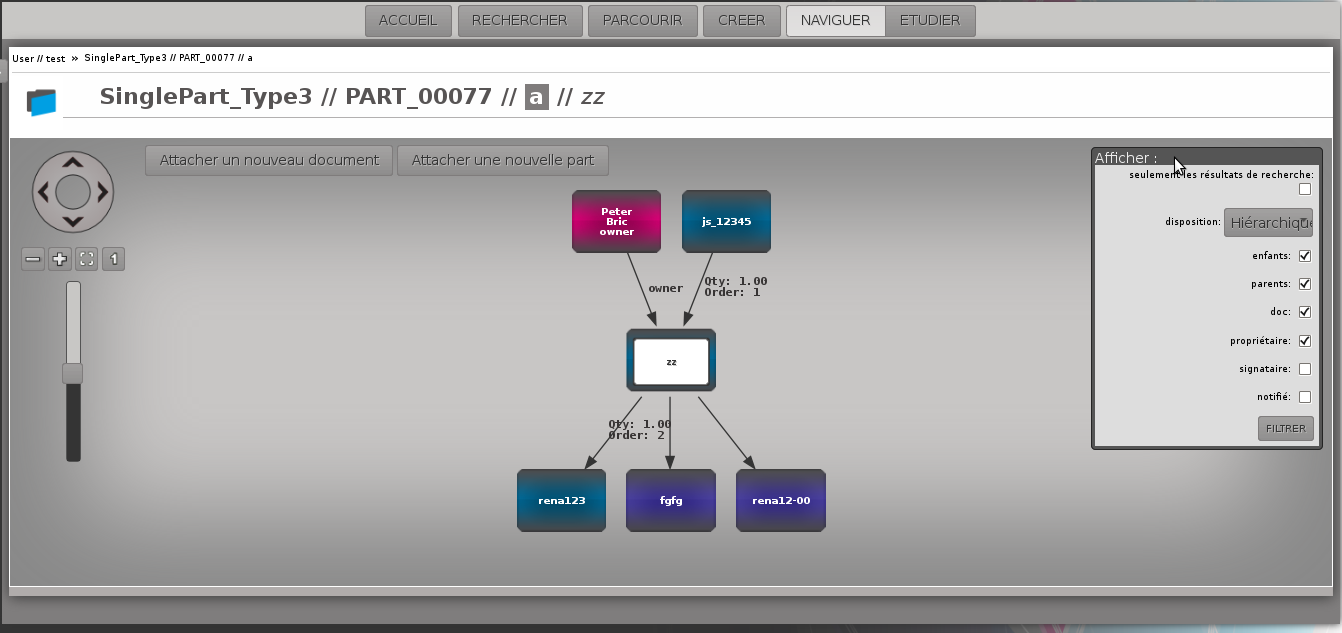 ACCUEIL RECHERCHER PARCOURIR CREER NAVIGUER ETUDIER
User // test » SinglePart_Type3 // PART_00077 // a
SinglePart_Type3 // PART_00077 // a // zz
Attacher un nouveau document Attacher une nouvelle part
Afficher :
seulement les résultats de recherche:
disposition: Hiérarchique
enfants:
parents:
doc:
propriétaire:
signataire:
notifié:
FILTRER
1
Peter
Bric
owner
js_12345
owner
Qty: 1.00
Order: 1
zz
Qty: 1.00
Order: 2
rena123
fgfg
rena12-00